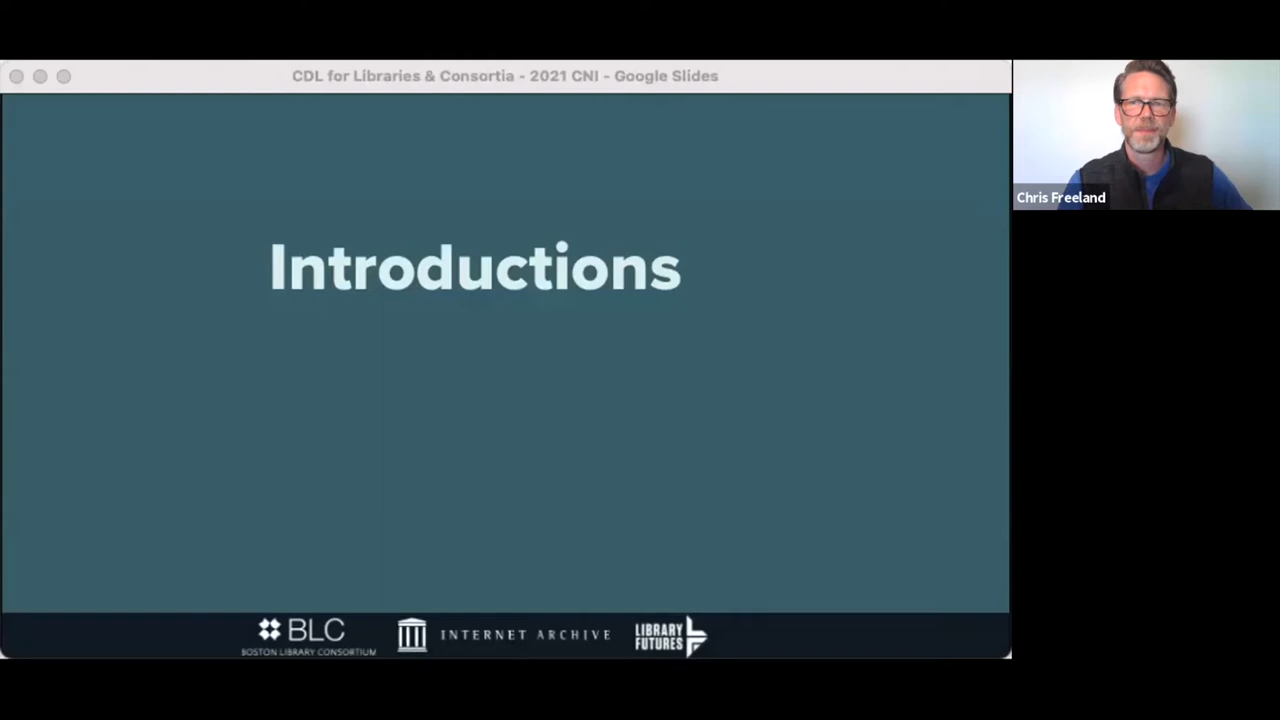 CDL for Libraries & Consortia - 2021 CNI - Google Slides
Chris Freeland
Introductions
BLC
BOSTON LIBRARY CONSORTIUM
INTERNET ARCHIVE
LIBRARY
FUTURES